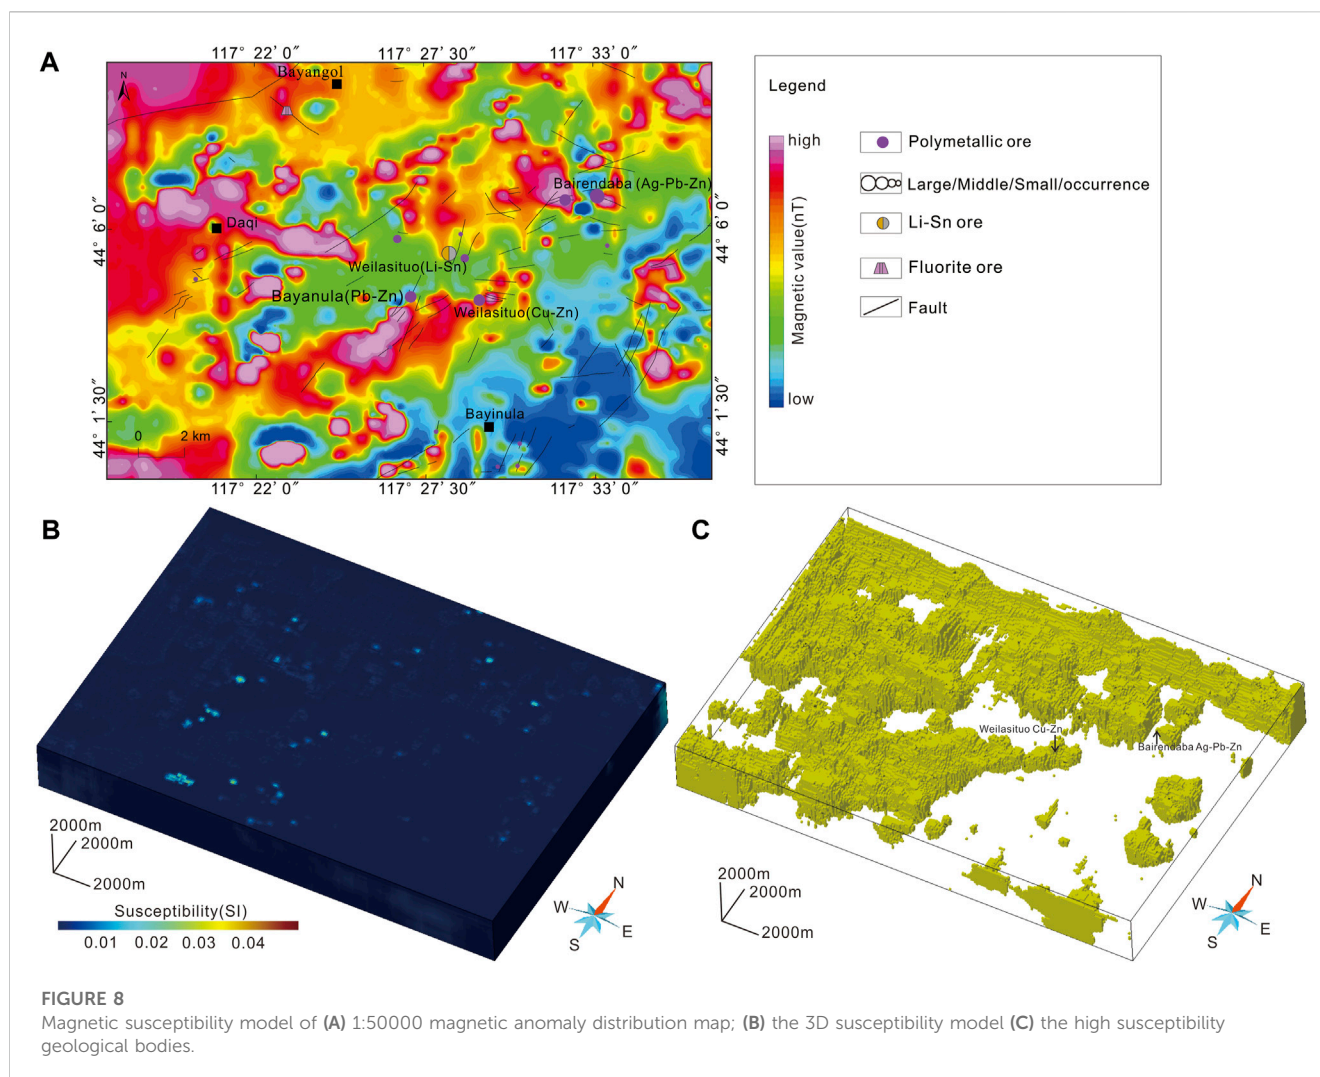 A
117° 22′ 0″
117° 27′ 30″
117° 33′ 0″
N
Bayangol
Bairendaba (Ag-Pb-Zn)
44° 6′ 0″
44° 6′ 0″
Daqi
Weilasituo(Li-Sn)
Bayanula(Pb-Zn)
Weilasituo(Cu-Zn)
44° 1′ 30″
44° 1′ 30″
Bayinula
0 2 km
117° 22′ 0″
117° 27′ 30″
117° 33′ 0″
Legend
high
Magnetic value(nT)
low
Polymetallic ore
Large/Middle/Small/occurrence
Li-Sn ore
Fluorite ore
Fault
B
2000m
2000m
2000m
Susceptibility(SI)
0.01 0.02 0.03 0.04
N
W
E
S
C
Weilasituo Cu-Zn
Bairendaba Ag-Pb-Zn
2000m
2000m
2000m
N
W
E
S
FIGURE 8
Magnetic susceptibility model of (A) 1:50000 magnetic anomaly distribution map; (B) the 3D susceptibility model (C) the high susceptibility
geological bodies.